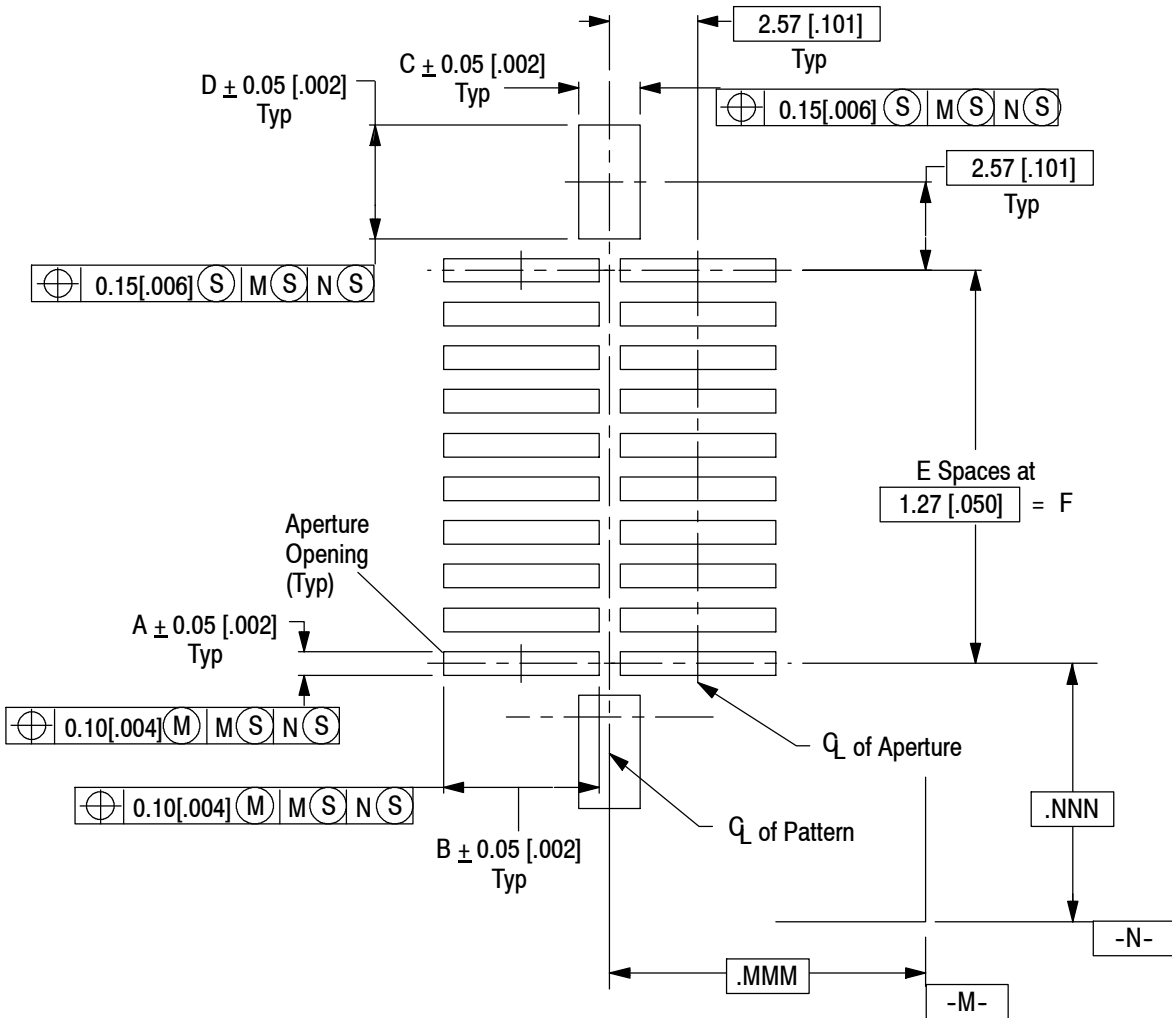 2.57 [.101]
Typ
C ± 0.05 [.002]
Typ
D ± 0.05 [.002]
Typ
0.15[.006] S M S N S
2.57 [.101]
Typ
0.15[.006] S M S N S
E Spaces at
1.27 [.050] = F
Aperture
Opening
(Typ)
A ± 0.05 [.002]
Typ
0.10[.004] M M S N S
CL of Aperture
0.10[.004] M M S N S
.NNN
CL of Pattern
B ± 0.05 [.002]
Typ
-N-
.MMM
-M-